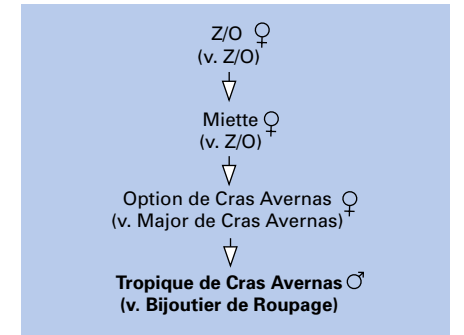 Z/O ♀
(v. Z/O)
Miette ♀
(v. Z/O)
Option de Cras Avernas ♀
(v. Major de Cras Avernas)
Tropique de Cras Avernas ♂
(v. Bijoutier de Roupage)